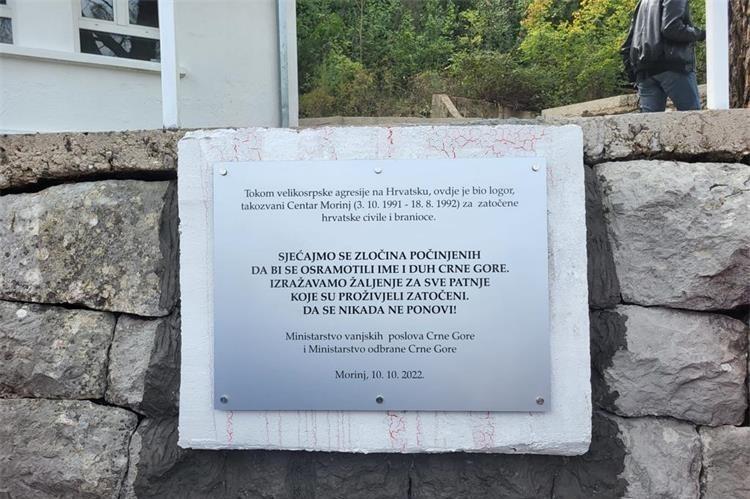 Tokom velikosrpske agresije na Hrvatsku, ovdje je bio logor,
takozvani Centar Morinj (3. 10. 1991 - 18. 8. 1992) za zatočene
hrvatske civile i branioce.
SJEĆAJMO SE ZLOČINA POČINJENIH
DA BI SE OSRAMOTILI IME I DUH CRNE GORE.
IZRAŽAVAMO ŽALJENJE ZA SVE PATNJE
KOJE SU PROŽIVJELI ZATOČENI.
DA SE NIKADA NE PONOVI!
Ministarstvo vanjskih poslova Crne Gore
i Ministarstvo odbrane Crne Gore
Morinj, 10. 10. 2022.